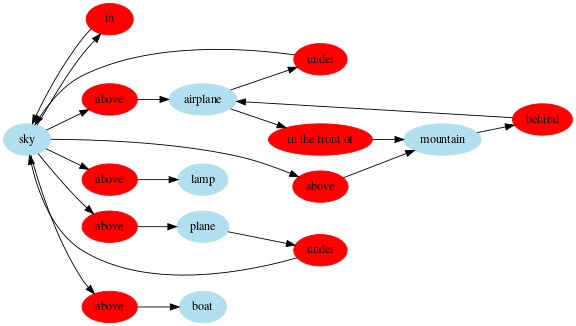 in
under
above
airplane
behind
sky
in the front of
mountain
above
lamp
above
above
plane
under
above
boat